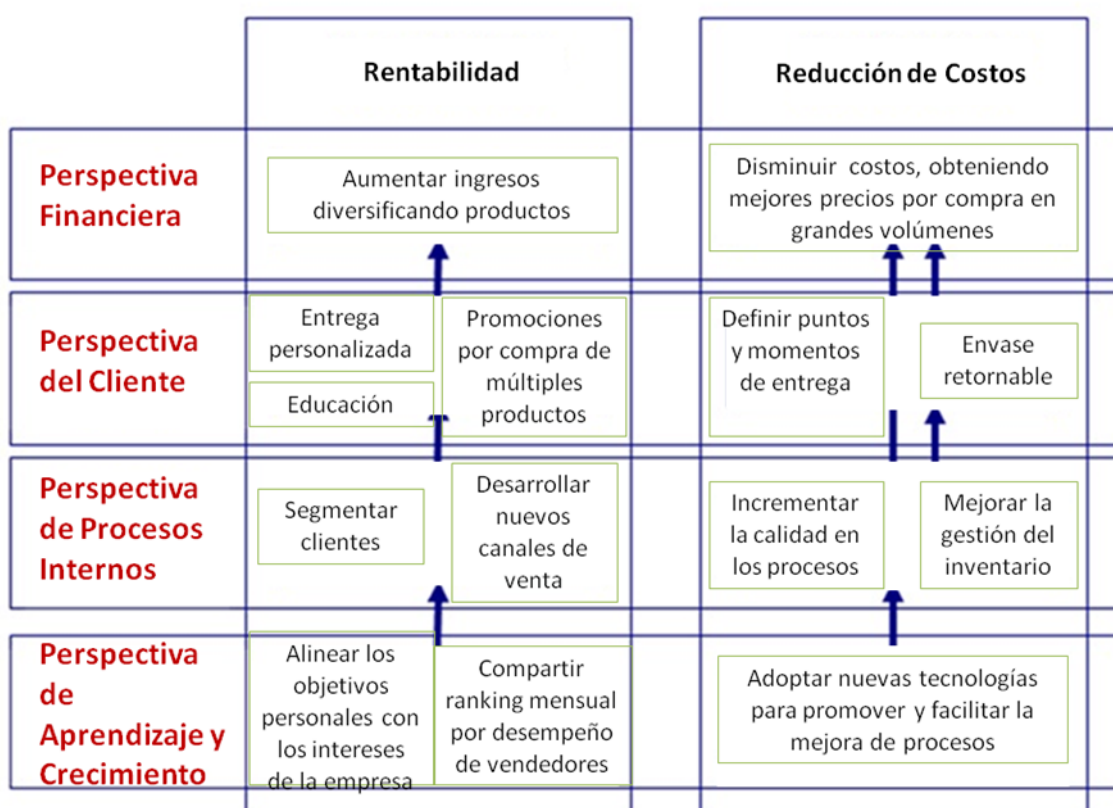 Rentabilidad
Reducción de Costos
Perspectiva
Financiera
Aumentar ingresos
diversificando productos
Disminuir costos, obteniendo
mejores precios por compra en
grandes volúmenes
Perspectiva
del Cliente
Entrega
personalizada
Educación
Promociones
por compra de
múltiples
productos
Definir puntos
y momentos
de entrega
Envase
retornable
Perspectiva
de Procesos
Internos
Segmentar
clientes
Desarrollar
nuevos
canales de
venta
Incrementar
la calidad en
los procesos
Mejorar la
gestión del
inventario
Perspectiva
de
Aprendizaje y
Crecimiento
Alinear los
objetivos
personales con
los intereses
de la empresa
Compartir
ranking mensual
por desempeño
de vendedores
Adoptar nuevas tecnologías
para promover y facilitar la
mejora de procesos